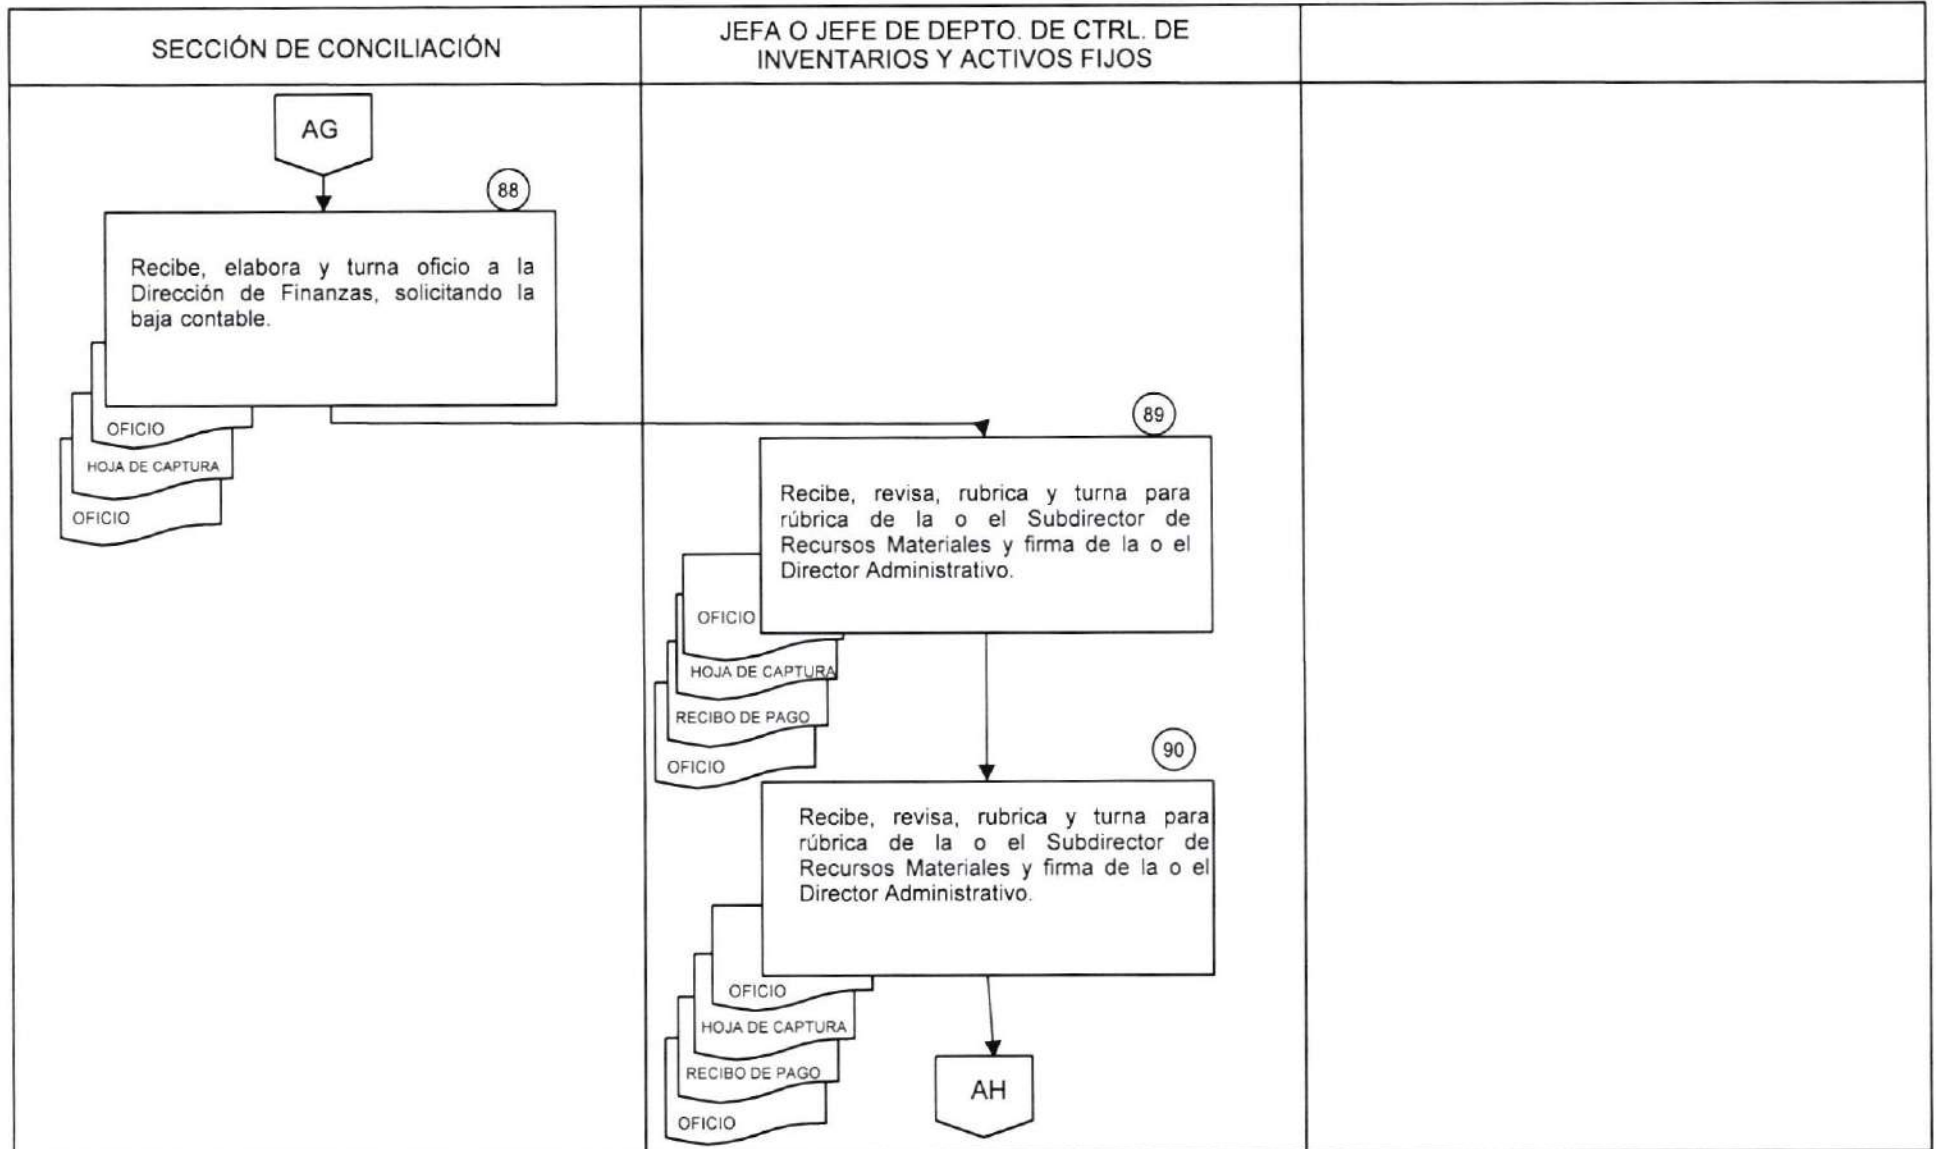 SECCIÓN DE CONCILIACIÓN
JEFA O JEFE DE DEPTO. DE CTRL. DE
INVENTARIOS Y ACTIVOS FIJOS
AG
88
Recibe, elabora y turna oficio a la
Dirección de Finanzas, solicitando la
baja contable.
OFICIO
HOJA DE CAPTURA
OFICIO
89
Recibe, revisa, rubrica y turna para
rúbrica de la o el Subdirector de
Recursos Materiales y firma de la o el
Director Administrativo.
OFICIO
HOJA DE CAPTURA
RECIBO DE PAGO
OFICIO
90
Recibe, revisa, rubrica y turna para
rúbrica de la o el Subdirector de
Recursos Materiales y firma de la o el
Director Administrativo.
OFICIO
HOJA DE CAPTURA
RECIBO DE PAGO
OFICIO
AH